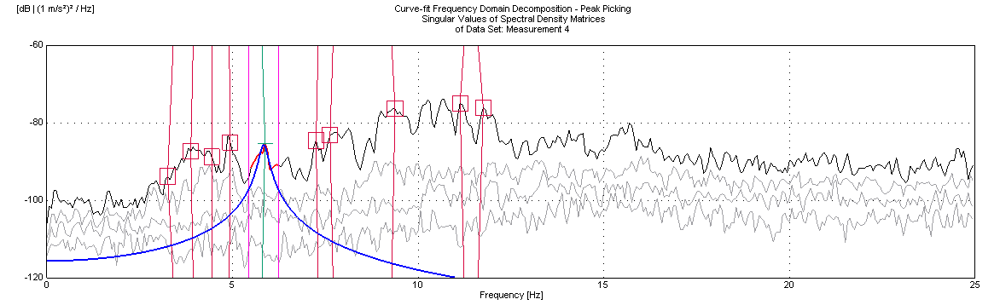 [dB | (1 m/s²)² / Hz]
Curve-fit Frequency Domain Decomposition - Peak Picking
Singular Values of Spectral Density Matrices
of Data Set: Measurement 4
-60
-80
-100
-120
0 5 10 15 20 25
Frequency [Hz]